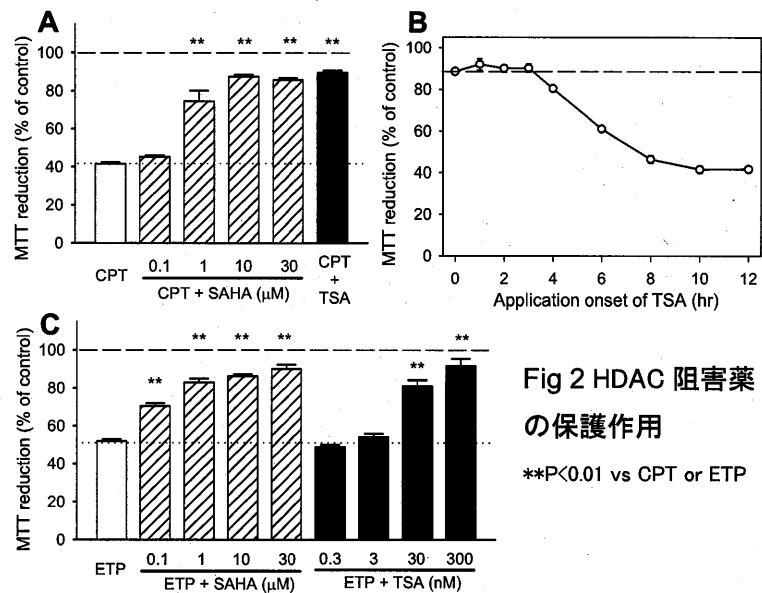 A
MTT reduction (% of control)
100
80
60
40
20
0
** ** ** **
CPT
0.1 1 10 30
CPT + SAHA (μM)
CPT
+
TSA
B
MTT reduction (% of control)
100
80
60
40
20
0
0 2 4 6 8 10 12
Application onset of TSA (hr)
C
MTT reduction (% of control)
100
80
60
40
20
0
** ** ** ** ** **
ETP
0.1 1 10 30
ETP + SAHA (μM)
0.3 3 30 300
ETP + TSA (nM)
Fig 2 HDAC 阻害薬
の保護作用
**P<0.01 vs CPT or ETP